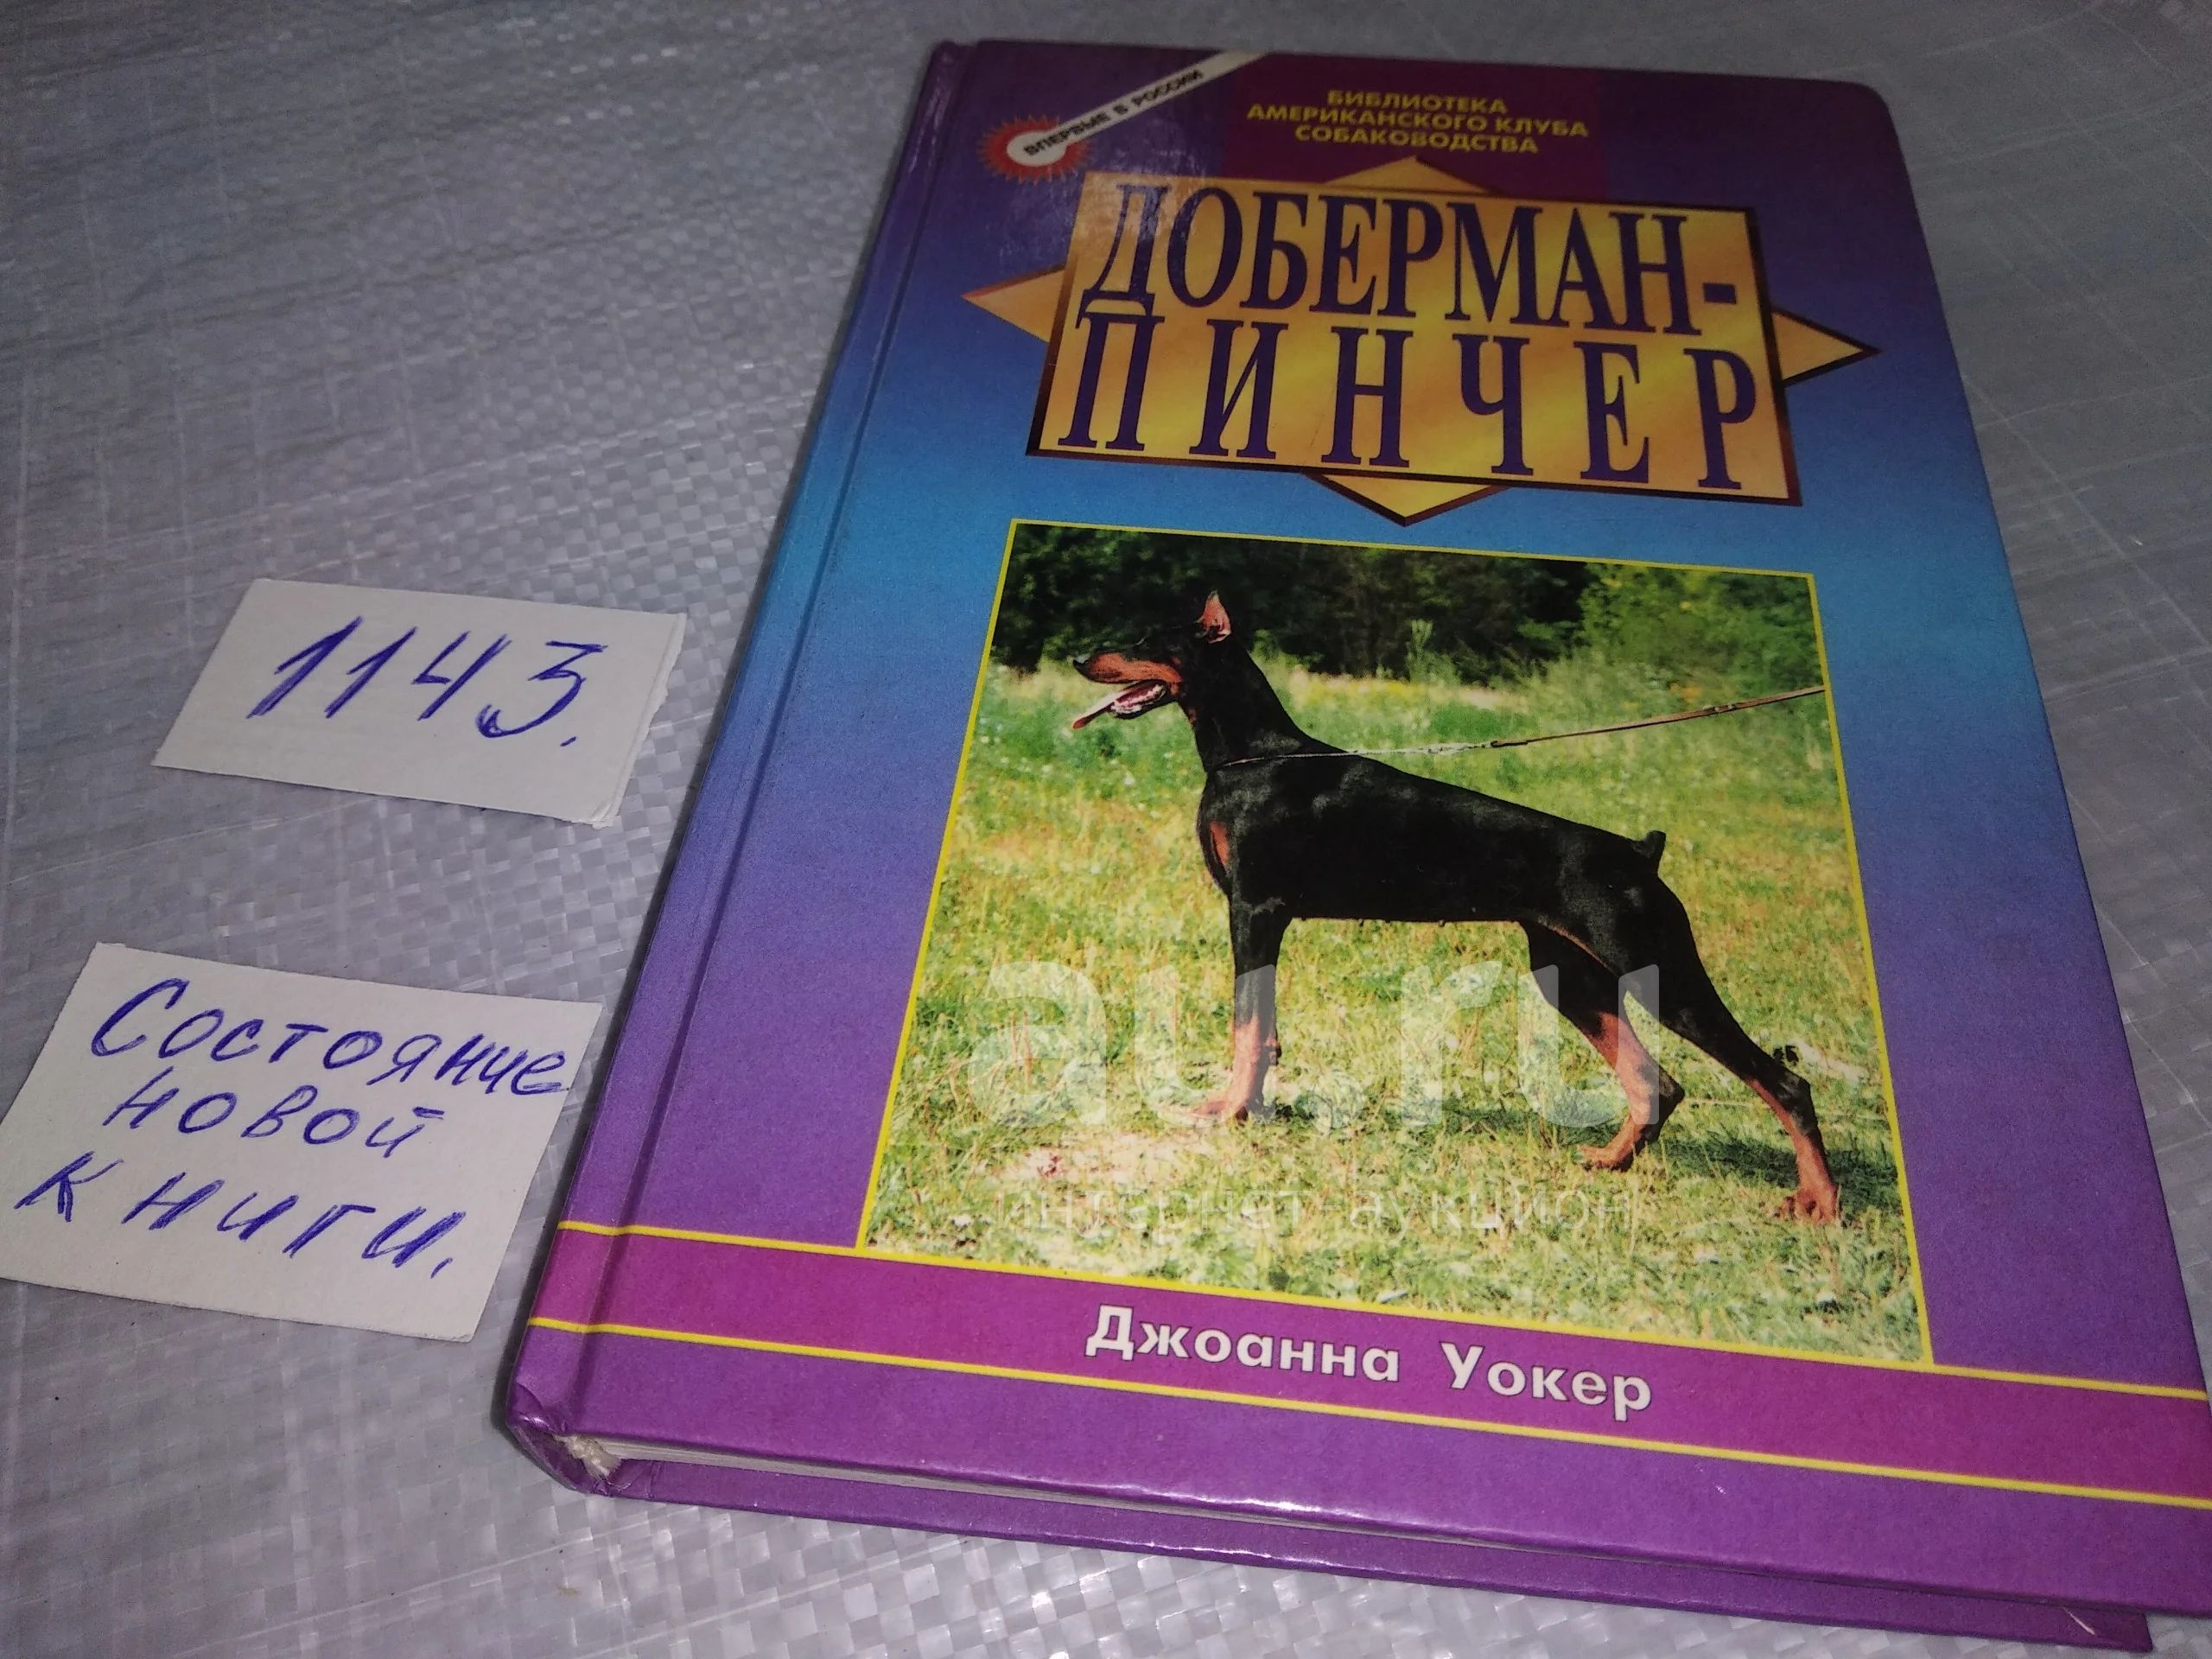 ВПЕРВЫЕ В РОССИИ
БИБЛИОТЕКА
АМЕРИКАНСКОГО КЛУБА
СОБАКОВОДСТВА
ДОБЕРМАН-
ПИНЧЕР
1143.
Состояние
новой
книги.
au.ru
интернет-аукцион
Джоанна Уокер